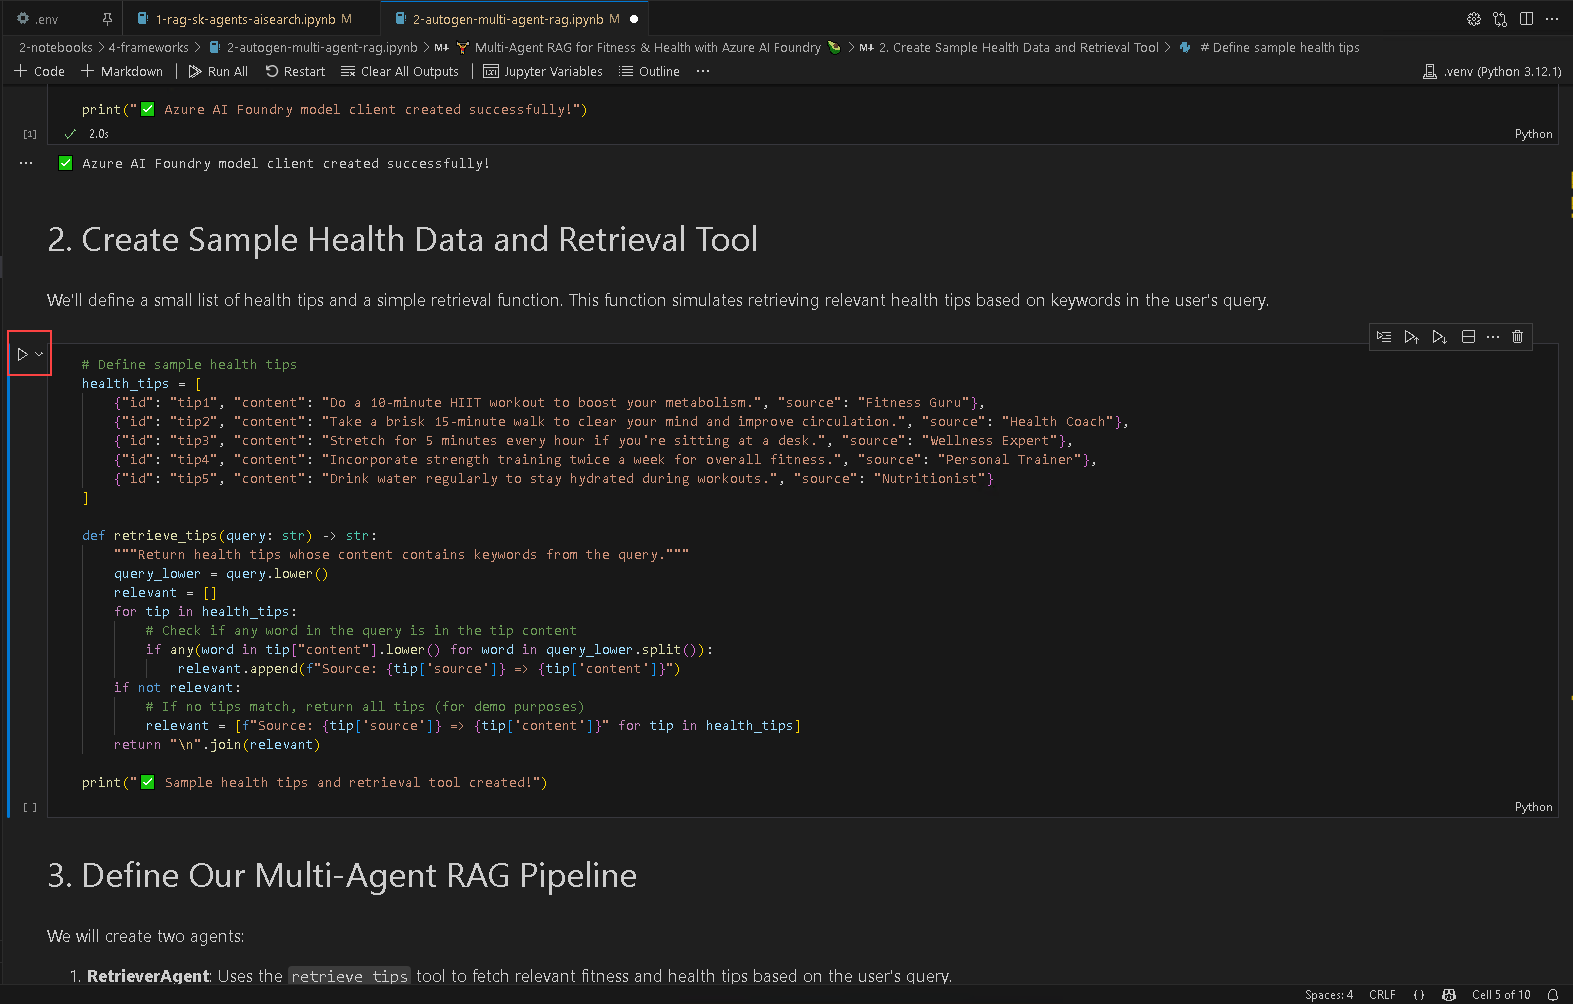 .env
1-rag-sk-agents-aisearch.ipynb M
2-autogen-multi-agent-rag.ipynb M
2-notebooks > 4-frameworks > 2-autogen-multi-agent-rag.ipynb > M↓ Multi-Agent RAG for Fitness & Health with Azure AI Foundry > M↓ 2. Create Sample Health Data and Retrieval Tool > # Define sample health tips
Code Markdown Run All Restart Clear All Outputs Jupyter Variables Outline ...
.venv (Python 3.12.1)
print("✅ Azure AI Foundry model client created successfully!")
[1] ✓ 2.0s
Python
✅ Azure AI Foundry model client created successfully!
2. Create Sample Health Data and Retrieval Tool
We'll define a small list of health tips and a simple retrieval function. This function simulates retrieving relevant health tips based on keywords in the user's query.
# Define sample health tips
health_tips = [
{"id": "tip1", "content": "Do a 10-minute HIIT workout to boost your metabolism.", "source": "Fitness Guru"},
{"id": "tip2", "content": "Take a brisk 15-minute walk to clear your mind and improve circulation.", "source": "Health Coach"},
{"id": "tip3", "content": "Stretch for 5 minutes every hour if you're sitting at a desk.", "source": "Wellness Expert"},
{"id": "tip4", "content": "Incorporate strength training twice a week for overall fitness.", "source": "Personal Trainer"},
{"id": "tip5", "content": "Drink water regularly to stay hydrated during workouts.", "source": "Nutritionist"}
]
def retrieve_tips(query: str) -> str:
"""Return health tips whose content contains keywords from the query."""
query_lower = query.lower()
relevant = []
for tip in health_tips:
# Check if any word in the query is in the tip content
if any(word in tip["content"].lower() for word in query_lower.split()):
relevant.append(f"Source: {tip['source']} => {tip['content']}")
if not relevant:
# If no tips match, return all tips (for demo purposes)
relevant = [f"Source: {tip['source']} => {tip['content']}" for tip in health_tips]
return "\n".join(relevant)
print("✅ Sample health tips and retrieval tool created!")
[ ]
Python
3. Define Our Multi-Agent RAG Pipeline
We will create two agents:
1. RetrieverAgent: Uses the retrieve_tips tool to fetch relevant fitness and health tips based on the user's query.
Spaces: 4 CRLF {} Cell 5 of 10